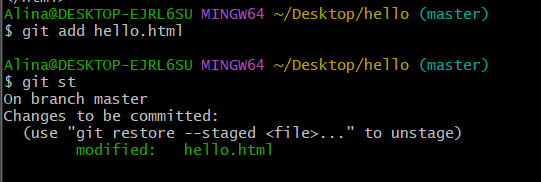 Alina@DESKTOP-EJRL6SU MINGW64 ~/Desktop/hello (master)
$ git add hello.html
Alina@DESKTOP-EJRL6SU MINGW64 ~/Desktop/hello (master)
$ git st
On branch master
Changes to be committed:
  (use "git restore --staged <file>..." to unstage)
        modified:   hello.html